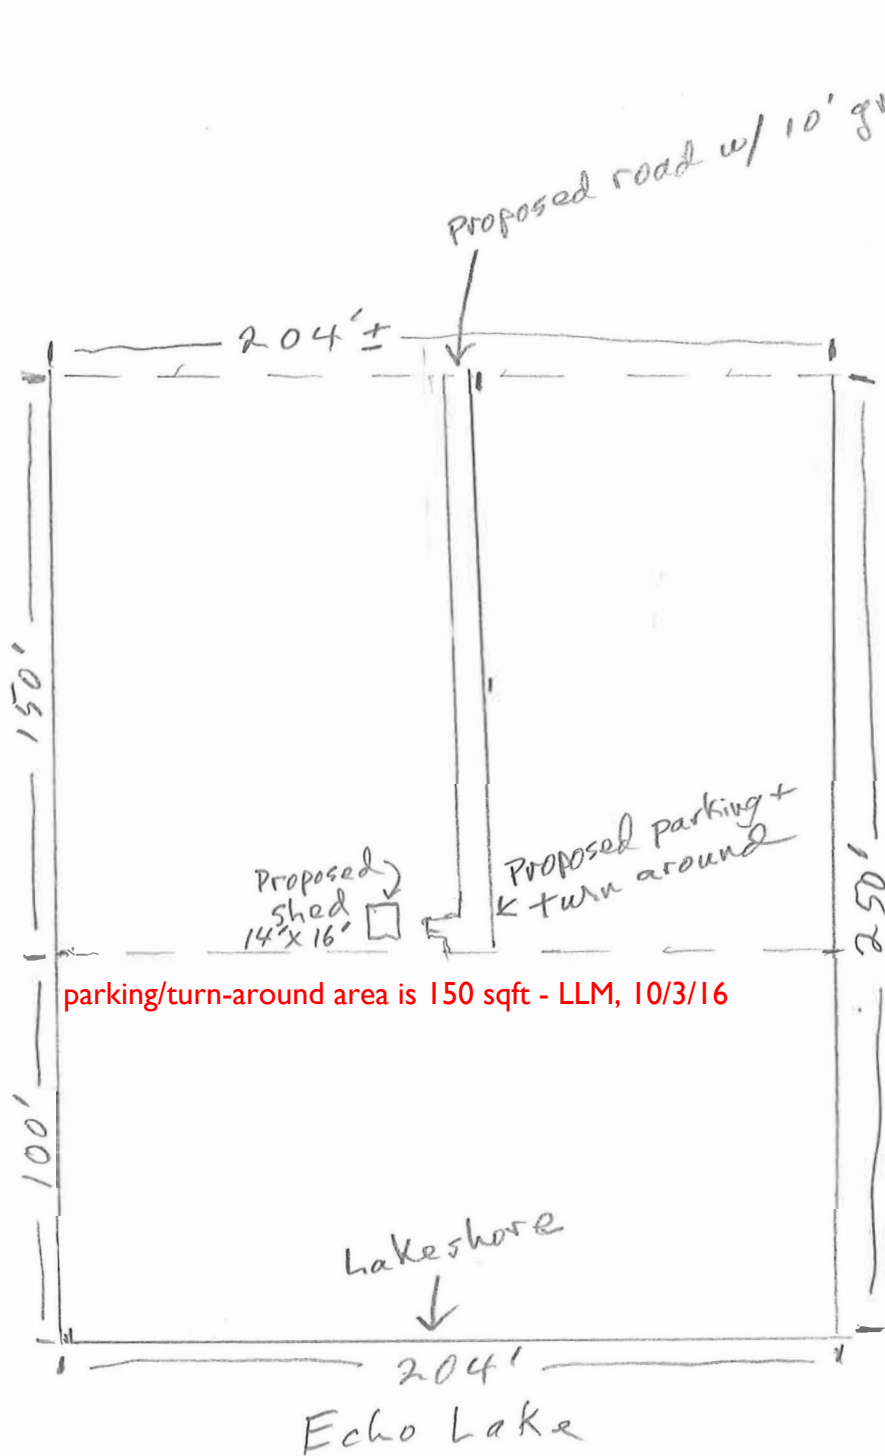 Proposed road w/ 10'
204'±
150'
Proposed
shed
14'x 16'
Proposed parking +
turn around
250'
parking/turn-around area is 150 sqft - LLM, 10/3/16
100'
Lakeshore
204'
Echo Lake